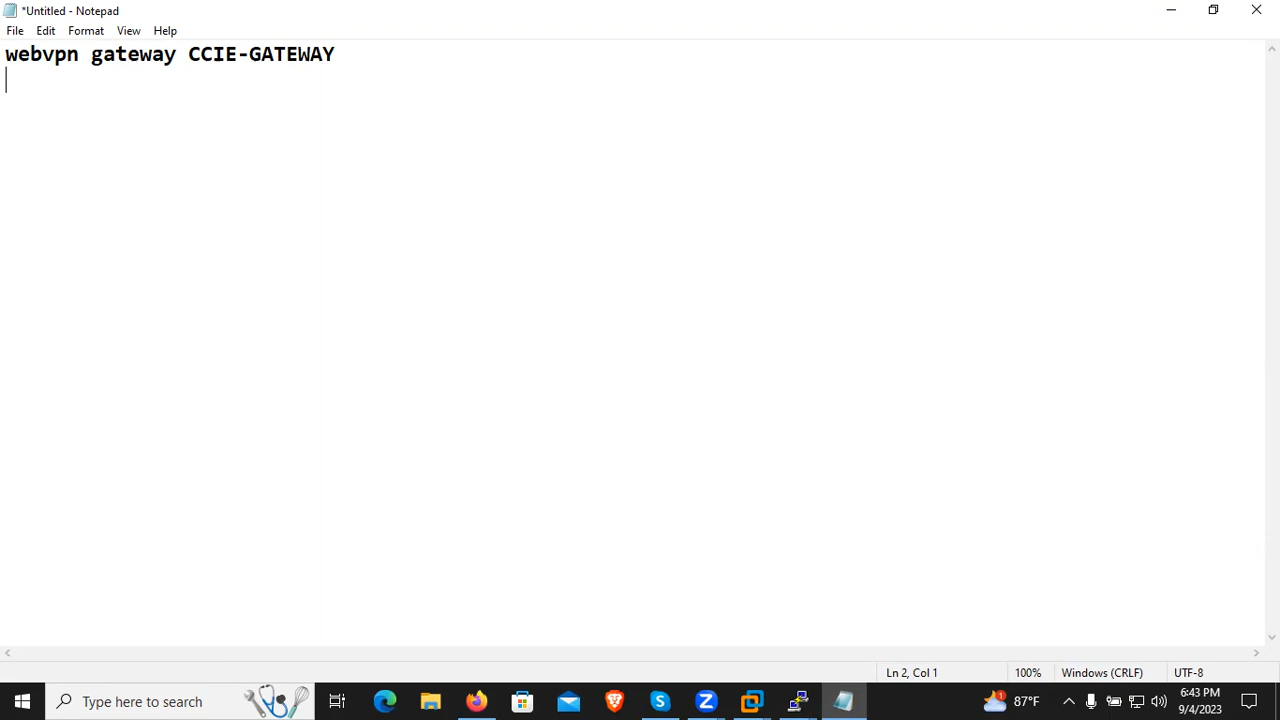 *Untitled - Notepad
File Edit Format View Help
webvpn gateway CCIE-GATEWAY
Ln 2, Col 1 100% Windows (CRLF) UTF-8
Type here to search
1 87°F
6:43 PM
9/4/2023